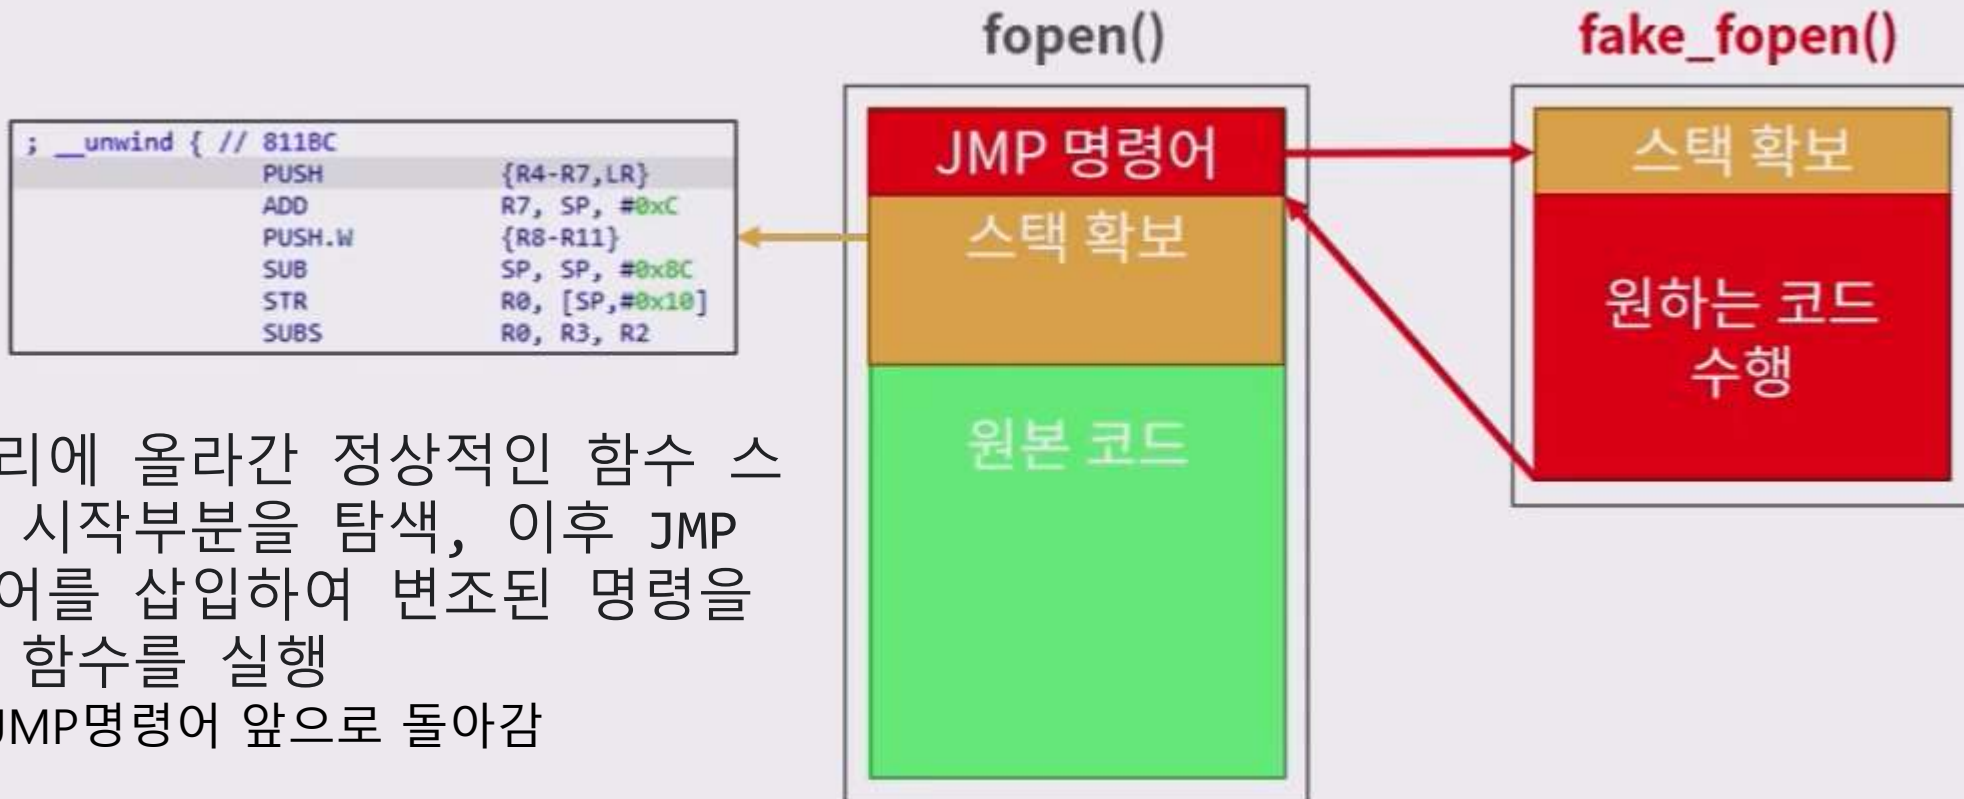 fopen()
fake_fopen()
; __unwind { // 811BC
PUSH {R4-R7,LR}
ADD R7, SP, #0xC
PUSH.W {R8-R11}
SUB SP, SP, #0x8C
STR R0, [SP,#0x10]
SUBS R0, R3, R2
JMP 명령어
스택 확보
원본 코드
스택 확보
원하는 코드
수행
리에 올라간 정상적인 함수 스
시작부분을 탐색, 이후 JMP
어를 삽입하여 변조된 명령을
함수를 실행
JMP명령어 앞으로 돌아감